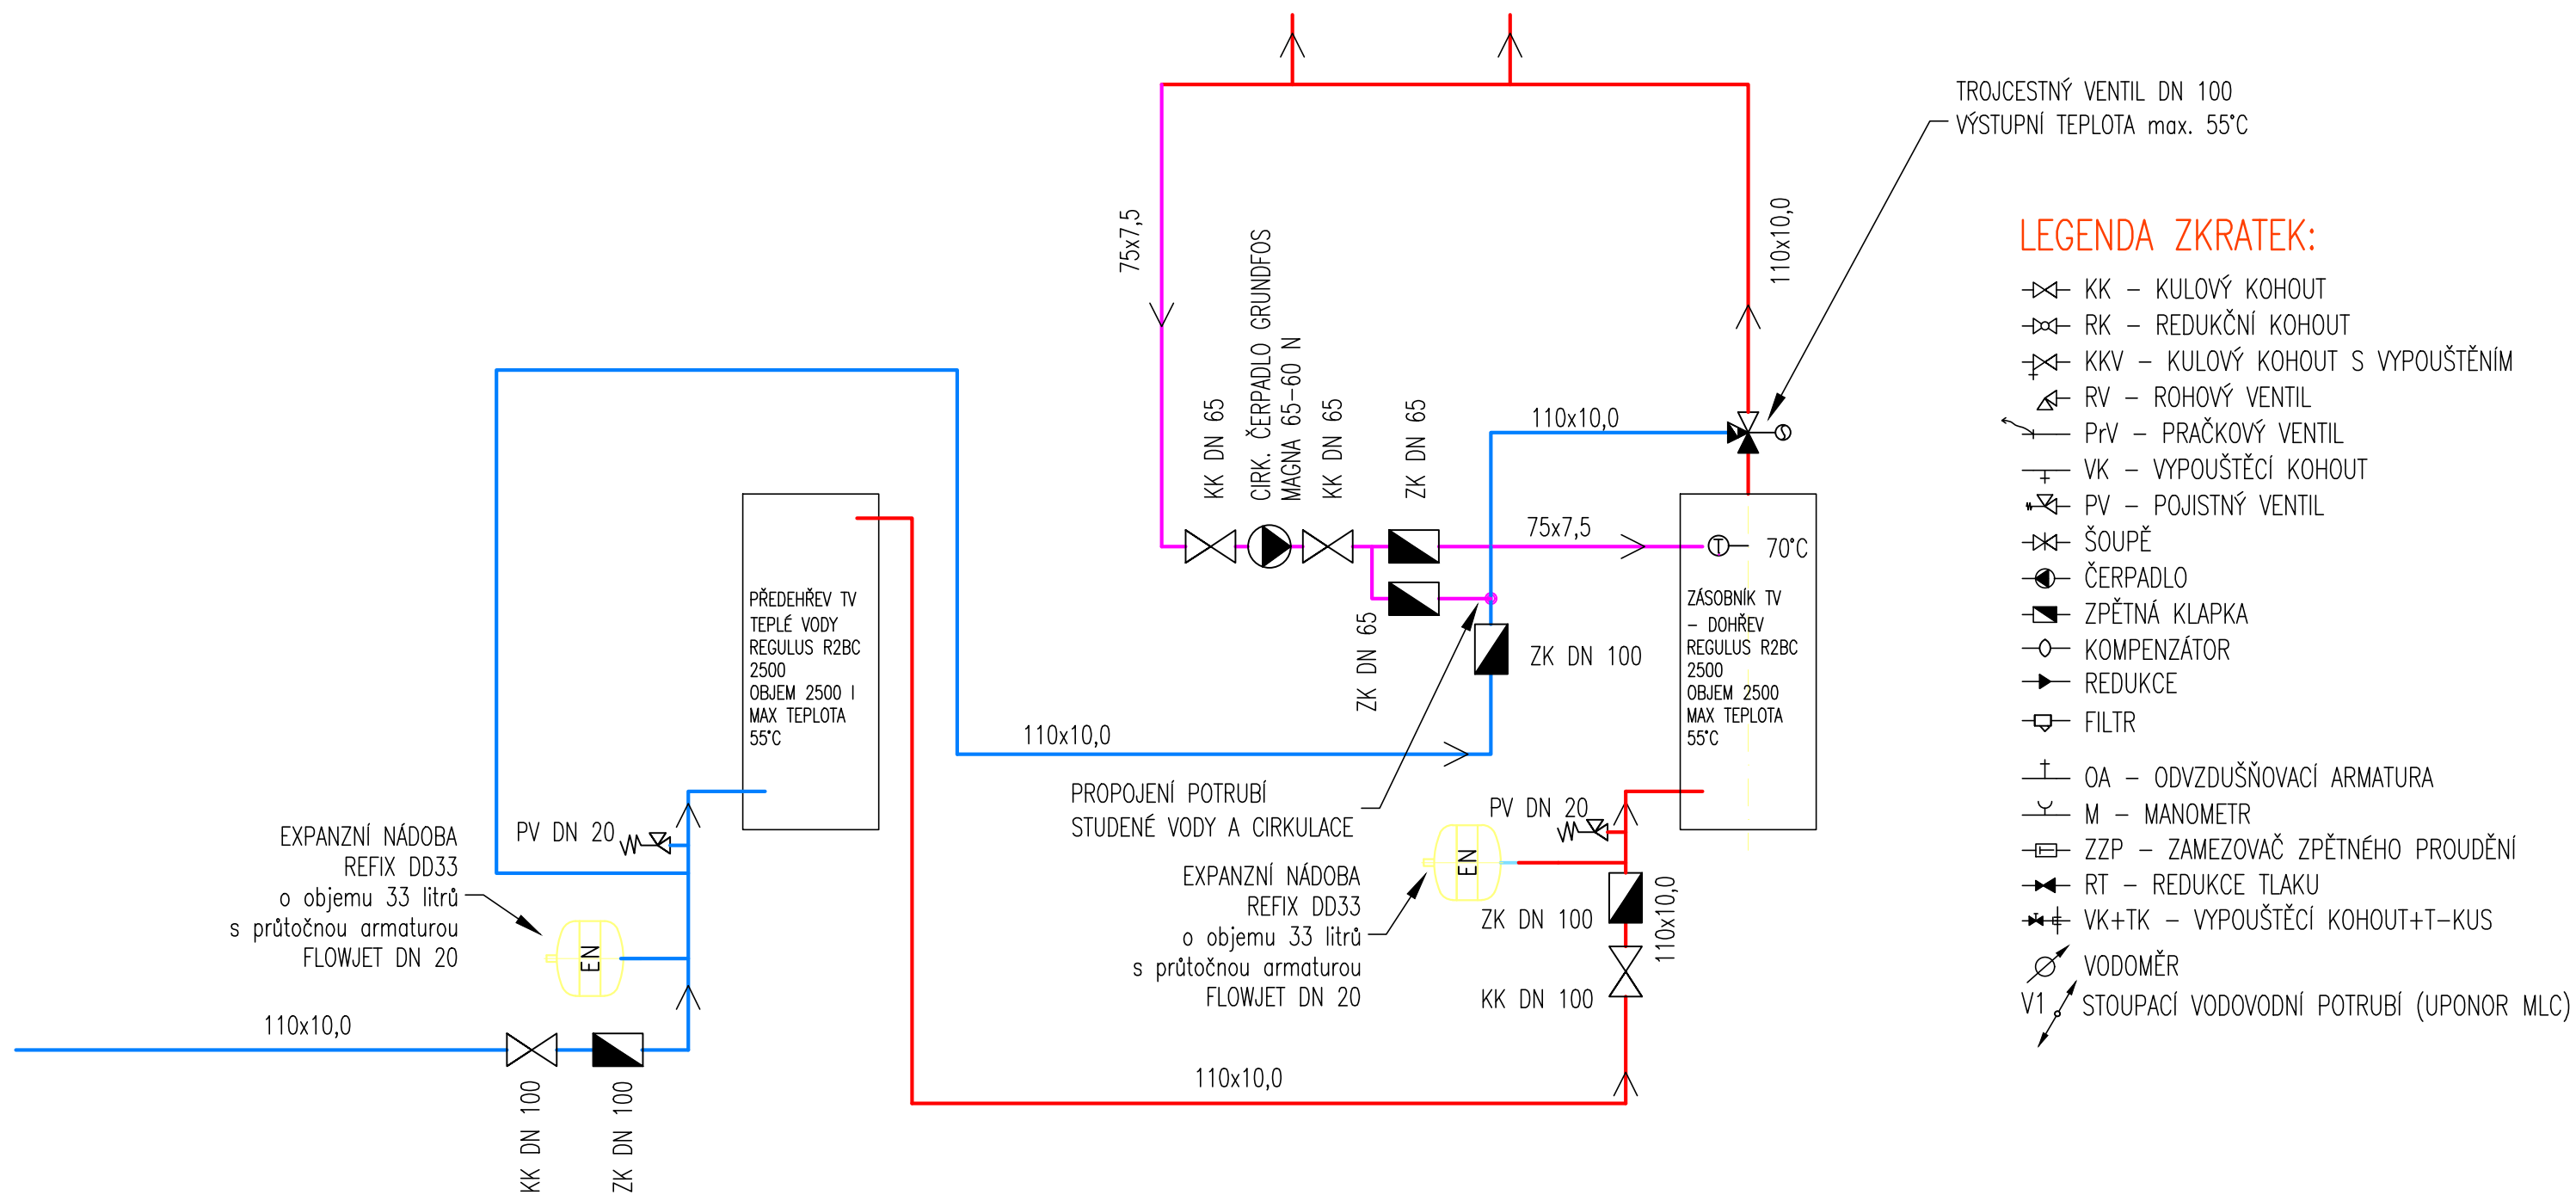 TROJCESTNÝ VENTIL DN 100
VÝSTUPNÍ TEPLOTA max. 55°C
75x7,5
110x10,0
KK DN 65
CIRK. ČERPADLO GRUNDFOS
MAGNA 65-60 N
KK DN 65
ZK DN 65
110x10,0
75x7,5
T
70°C
ZK DN 65
ZK DN 100
PŘEDEHŘEV TV
TEPLÉ VODY
REGULUS R2BC
2500
OBJEM 2500 l
MAX TEPLOTA
55°C
ZÁSOBNÍK TV
– DOHŘEV
REGULUS R2BC
2500
OBJEM 2500
MAX TEPLOTA
55°C
110x10,0
PROPOJENÍ POTRUBÍ
STUDENÉ VODY A CIRKULACE
PV DN 20
EXPANZNÍ NÁDOBA
REFIX DD33
o objemu 33 litrů
s průtočnou armaturou
FLOWJET DN 20
EN
110x10,0
KK DN 100
ZK DN 100
PV DN 20
EN
EXPANZNÍ NÁDOBA
REFIX DD33
o objemu 33 litrů
s průtočnou armaturou
FLOWJET DN 20
ZK DN 100
110x10,0
KK DN 100
110x10,0
LEGENDA ZKRATEK:
KK – KULOVÝ KOHOUT
RK – REDUKČNÍ KOHOUT
KKV – KULOVÝ KOHOUT S VYPOUŠTĚNÍM
RV – ROHOVÝ VENTIL
PrV – PRAČKOVÝ VENTIL
VK – VYPOUŠTĚCÍ KOHOUT
PV – POJISTNÝ VENTIL
ŠOUPĚ
ČERPADLO
ZPĚTNÁ KLAPKA
KOMPENZÁTOR
REDUKCE
FILTR
OA – ODVZDUŠŇOVACÍ ARMATURA
M – MANOMETR
ZZP – ZAMEZOVAČ ZPĚTNÉHO PROUDĚNÍ
RT – REDUKCE TLAKU
VK+TK – VYPOUŠTĚCÍ KOHOUT+T-KUS
VODOMĚR
V1 STOUPACÍ VODOVODNÍ POTRUBÍ (UPONOR MLC)